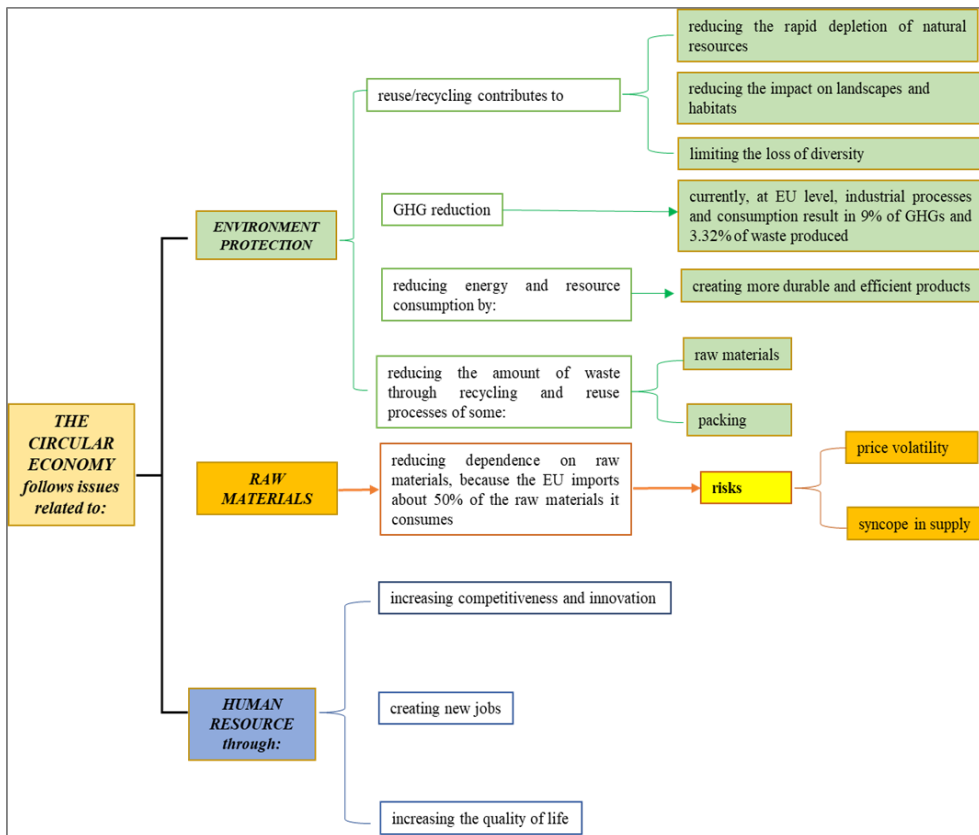 THE
CIRCULAR
ECONOMY
follows issues
related to:
ENVIRONMENT
PROTECTION
reuse/recycling contributes to
reducing the rapid depletion of natural
resources
reducing the impact on landscapes and
habitats
limiting the loss of diversity
GHG reduction
currently, at EU level, industrial processes
and consumption result in 9% of GHGs and
3.32% of waste produced
reducing energy and resource
consumption by:
creating more durable and efficient products
reducing the amount of waste
through recycling and reuse
processes of some:
raw materials
packing
RAW
MATERIALS
reducing dependence on raw
materials, because the EU imports
about 50% of the raw materials it
consumes
risks
price volatility
syncope in supply
HUMAN
RESOURCE
through:
increasing competitiveness and innovation
creating new jobs
increasing the quality of life